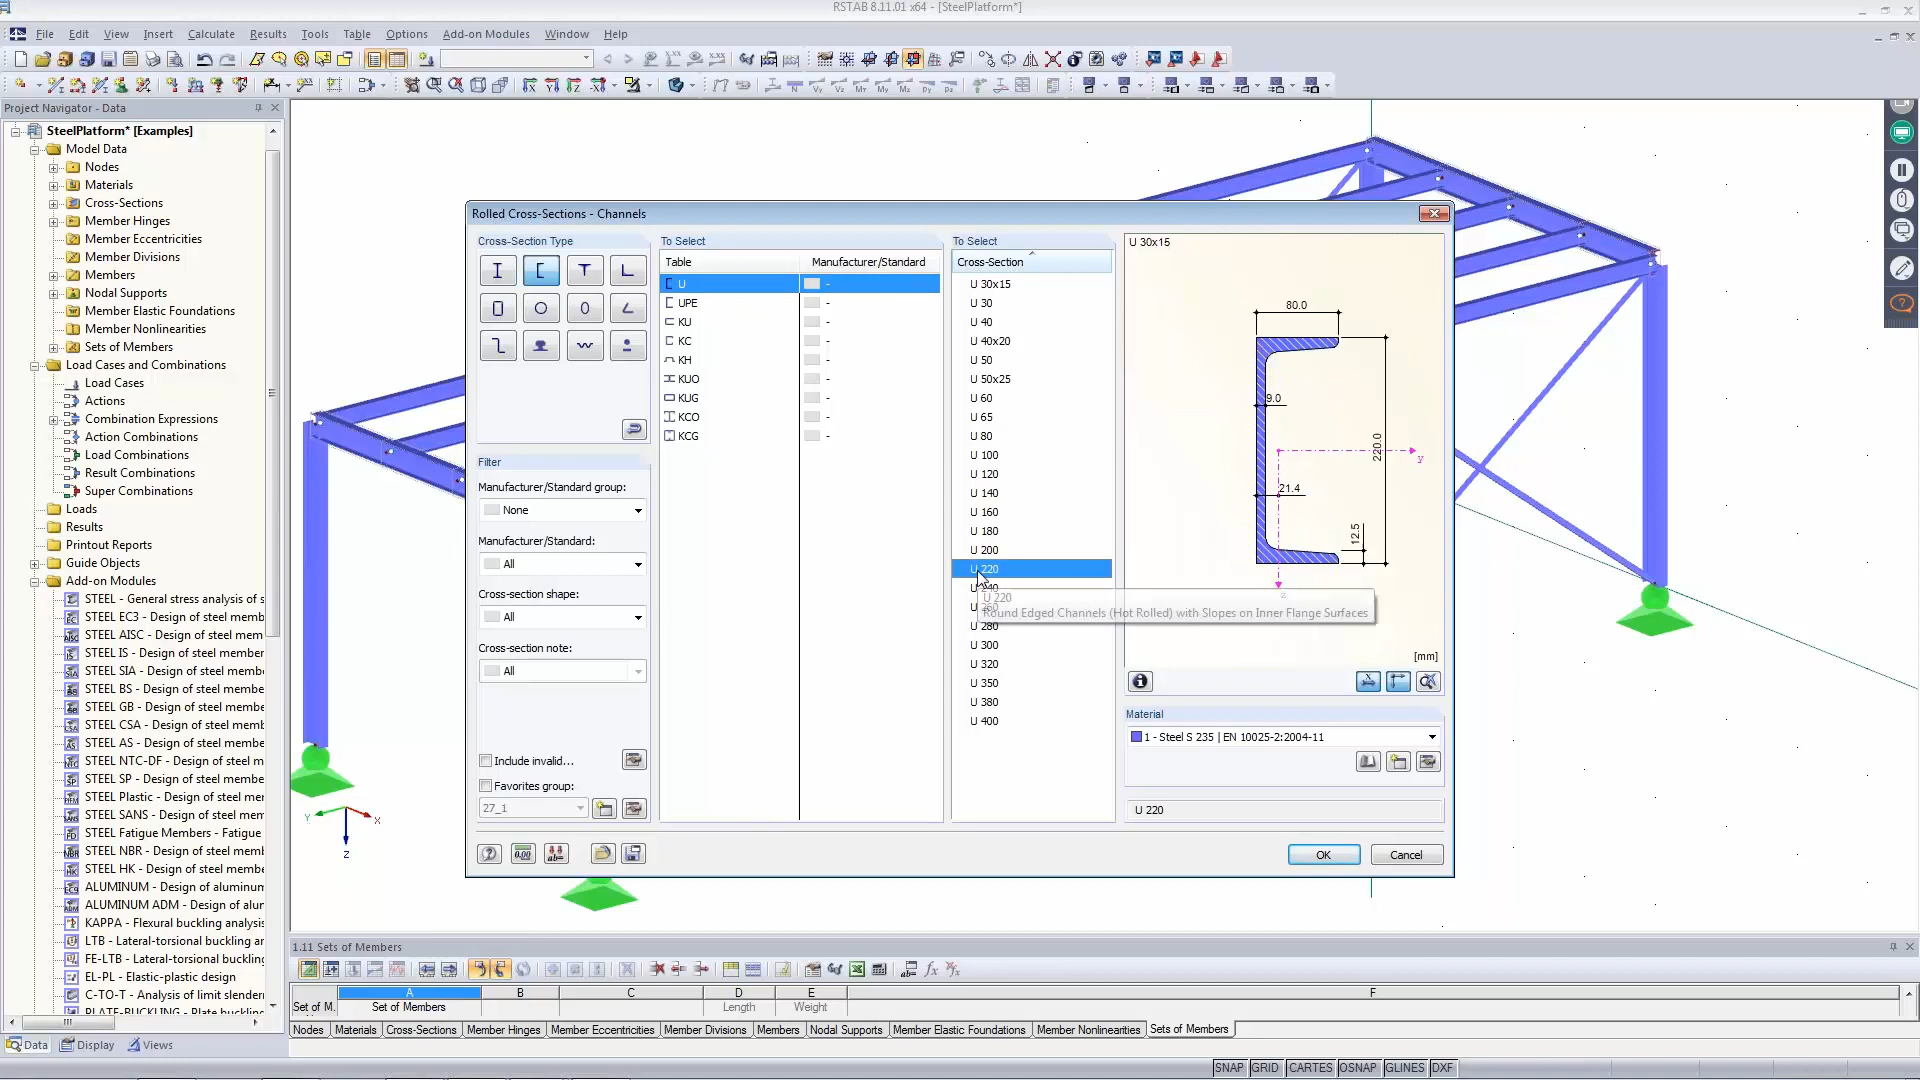 RSTAB 8.11.01 x64 - [SteelPlatform*]
File Edit View Insert Calculate Results Tools Table Options Add-on Modules Window Help
Project Navigator - Data
SteelPlatform* [Examples]
Model Data
Nodes
Materials
Cross-Sections
Member Hinges
Member Eccentricities
Member Divisions
Members
Nodal Supports
Member Elastic Foundations
Member Nonlinearities
Sets of Members
Load Cases and Combinations
Load Cases
Actions
Combination Expressions
Action Combinations
Load Combinations
Result Combinations
Super Combinations
Loads
Results
Printout Reports
Guide Objects
Add-on Modules
STEEL - General stress analysis of s
STEEL EC3 - Design of steel memb
STEEL AISC - Design of steel memb
STEEL IS - Design of steel member
STEEL SIA - Design of steel membe
STEEL BS - Design of steel membe
STEEL GB - Design of steel membe
STEEL CSA - Design of steel memb
STEEL AS - Design of steel membe
STEEL NTC-DF - Design of steel me
STEEL SP - Design of steel membe
STEEL Plastic - Design of steel mer
STEEL SANS - Design of steel mem
STEEL Fatigue Members - Fatigue
STEEL NBR - Design of steel memb
STEEL HK - Design of steel membe
ALUMINUM - Design of aluminum
ALUMINUM ADM - Design of alur
KAPPA - Flexural buckling analysis
LTB - Lateral-torsional buckling ar
FE-LTB - Lateral-torsional buckling
EL-PL - Elastic-plastic design
C-TO-T - Analysis of limit slender
PLATE-BUCKLING - Plate buckling
Data Display Views
Rolled Cross-Sections - Channels
Cross-Section Type
Filter
Manufacturer/Standard group:
None
Manufacturer/Standard:
All
Cross-section shape:
All
Cross-section note:
All
Include invalid...
Favorites group:
27_1
To Select
Table Manufacturer/Standard
U -
UPE -
KU -
KC -
KH -
KUO -
KUG -
KCO -
KCG -
To Select
Cross-Section
U 30x15
U 30
U 40
U 40x20
U 50
U 50x25
U 60
U 65
U 80
U 100
U 120
U 140
U 160
U 180
U 200
U 220
U 240
U 260
U 280
U 300
U 320
U 350
U 380
U 400
U 220
Round Edged Channels (Hot Rolled) with Slopes on Inner Flange Surfaces
U 30x15
80.0
9.0
220.0
y
21.4
12.5
z
[mm]
Material
1 - Steel S 235 | EN 10025-2:2004-11
U 220
OK Cancel
Y X
Z
1.11 Sets of Members
A B C D E F
Set of M. Set of Members Length Weight
Nodes Materials Cross-Sections Member Hinges Member Eccentricities Member Divisions Members Nodal Supports Member Elastic Foundations Member Nonlinearities Sets of Members
SNAP GRID CARTES OSNAP GLINES DXF